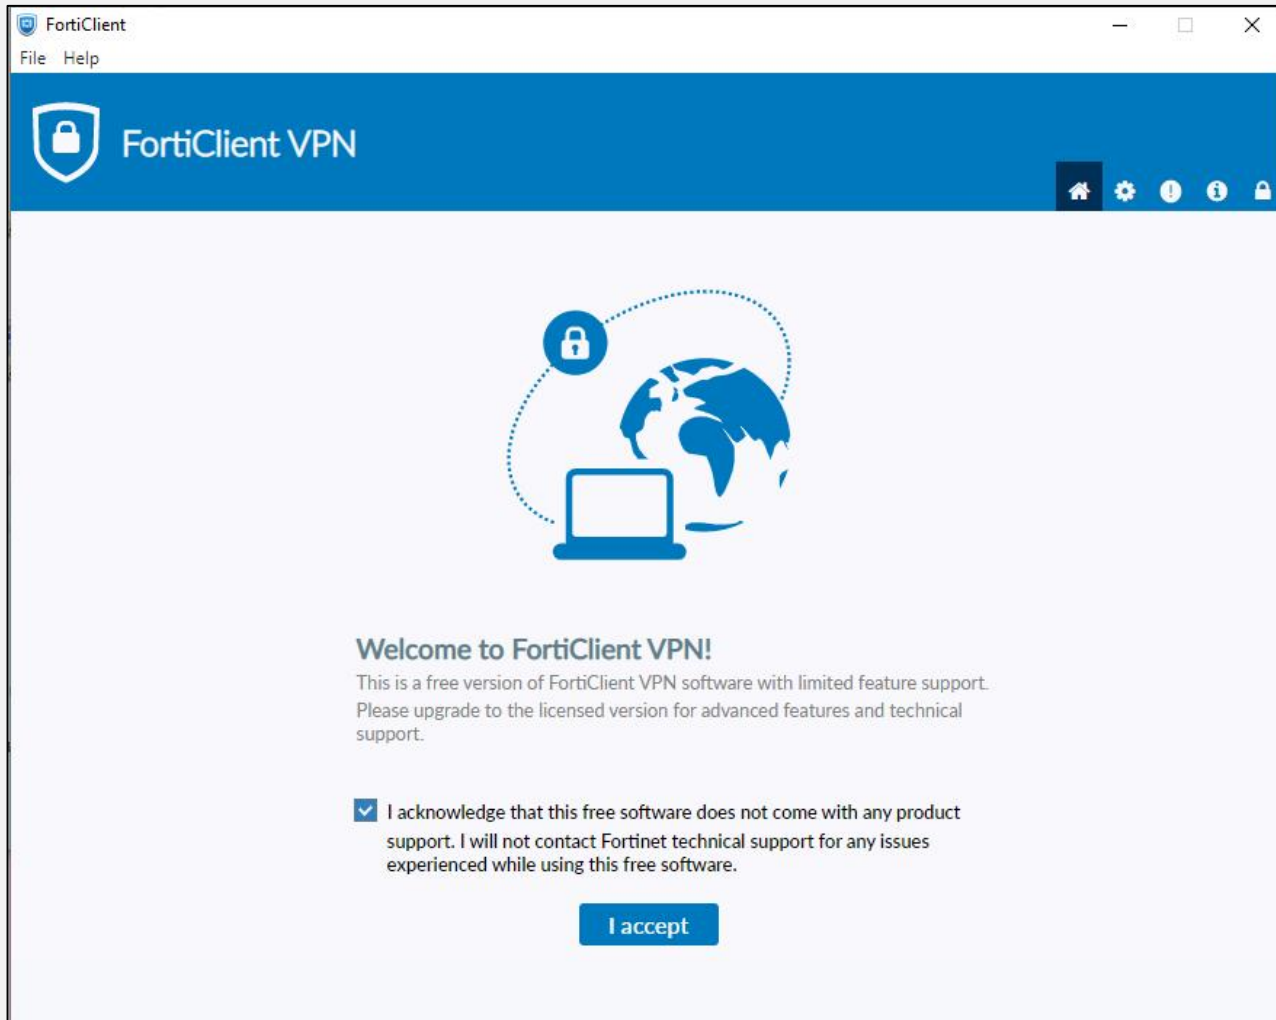 FortiClient
File Help
FortiClient VPN
Welcome to FortiClient VPN!
This is a free version of FortiClient VPN software with limited feature support.
Please upgrade to the licensed version for advanced features and technical
support.
I acknowledge that this free software does not come with any product
support. I will not contact Fortinet technical support for any issues
experienced while using this free software.
I accept